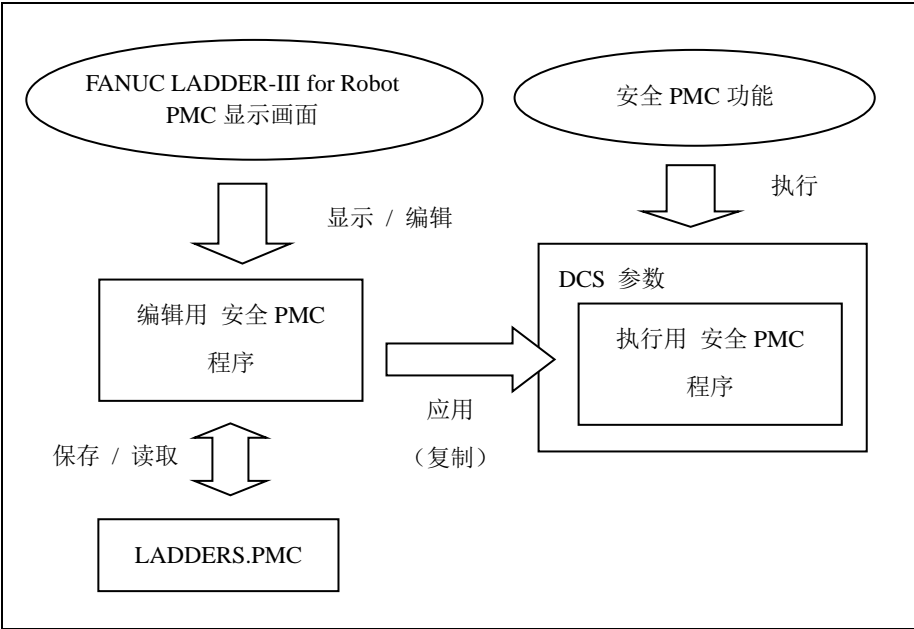 FANUC LADDER-III for Robot
PMC 显示画面
安全 PMC 功能
执行
显示 / 编辑
DCS 参数
编辑用 安全 PMC
程序
执行用 安全 PMC
程序
应用
（复制）
保存 / 读取
LADDERS.PMC